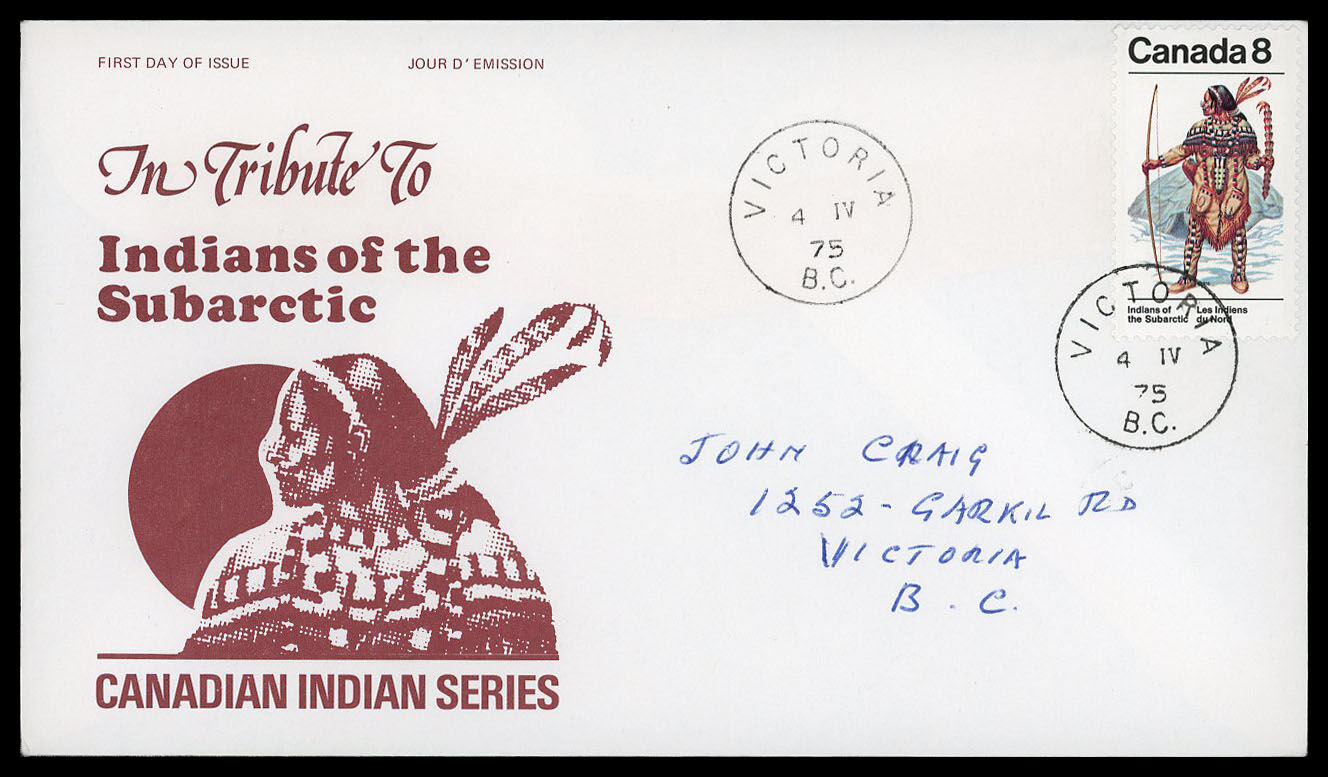 FIRST DAY OF ISSUE JOUR D' EMISSION
In Tribute To
Indians of the
Subarctic
CANADIAN INDIAN SERIES
VICTORIA
4 IV
75
B.C.
Canada 8
Indians of Les Indiens
the Subarctic du Nord
VICTORIA
4 IV
75
B.C.
JOHN CRAIG
1252 - GARKIL RD
VICTORIA
B. C.